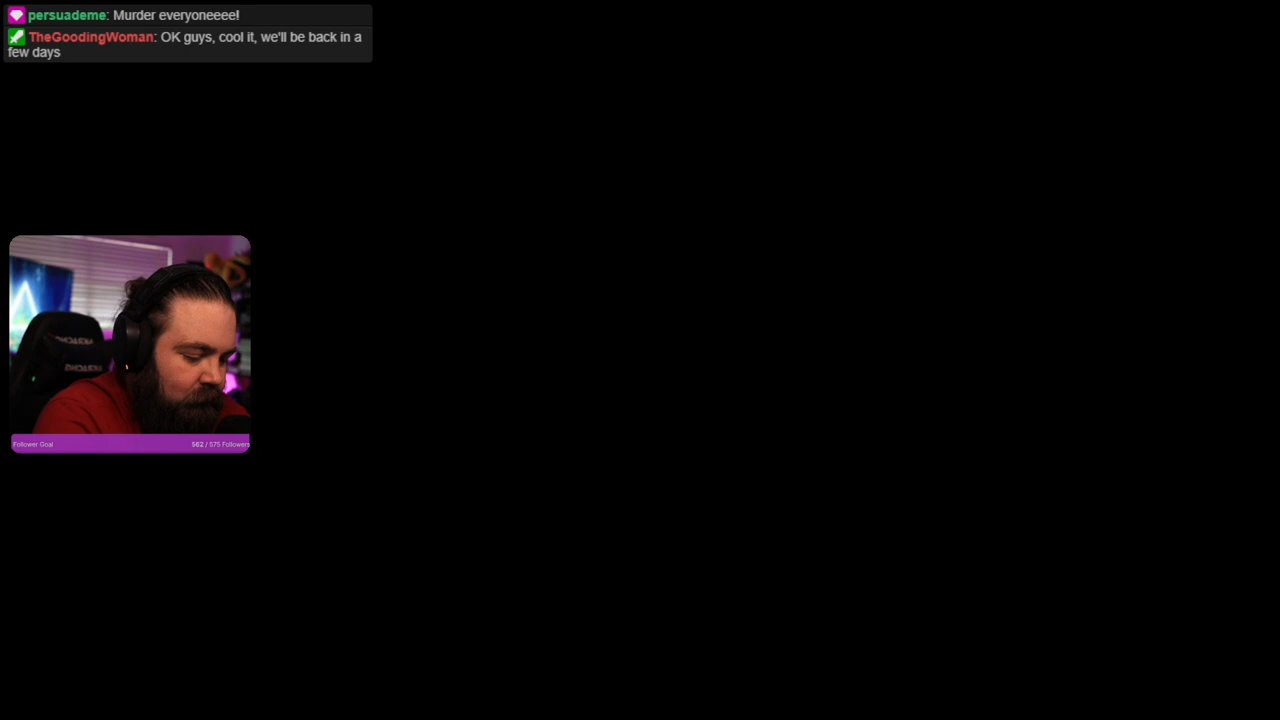 persuademe: Murder everyoneeee!
TheGoodingWoman: OK guys, cool it, we'll be back in a
few days
Follower Goal 562 / 575 Followers